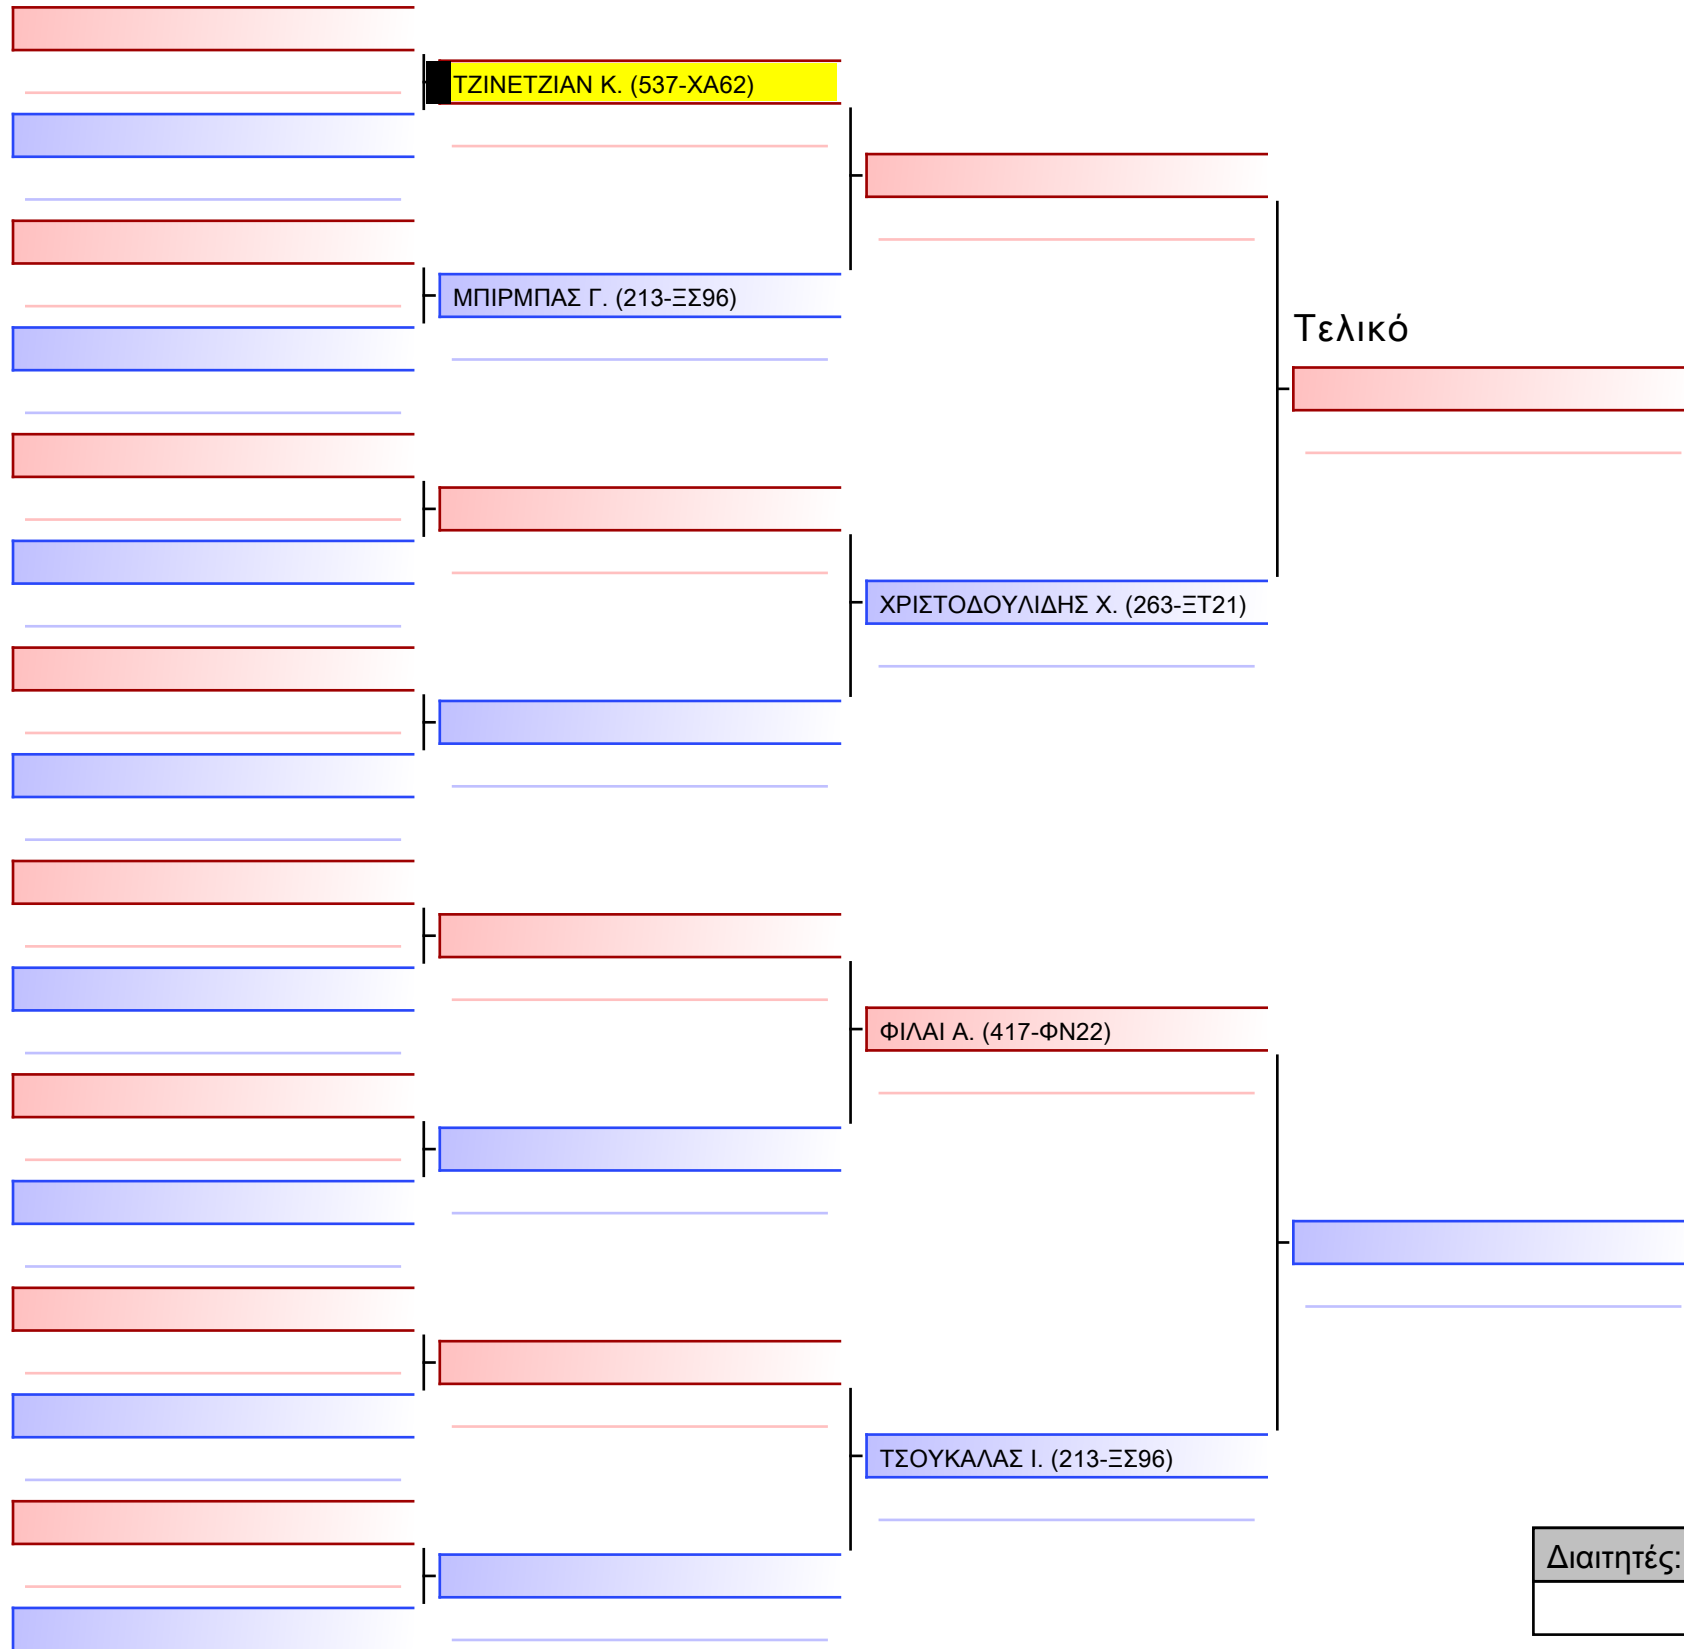 ΤΖΙΝΕΤΖΙΑΝ Κ. (537-ΧΑ62)
ΜΠΙΡΜΠΑΣ Γ. (213-ΞΣ96)
Τελικό
ΧΡΙΣΤΟΔΟΥΛΙΔΗΣ Χ. (263-ΞΤ21)
ΦΙΛΑΙ Α. (417-ΦΝ22)
ΤΣΟΥΚΑΛΑΣ Ι. (213-ΞΣ96)
Διαιτητές: